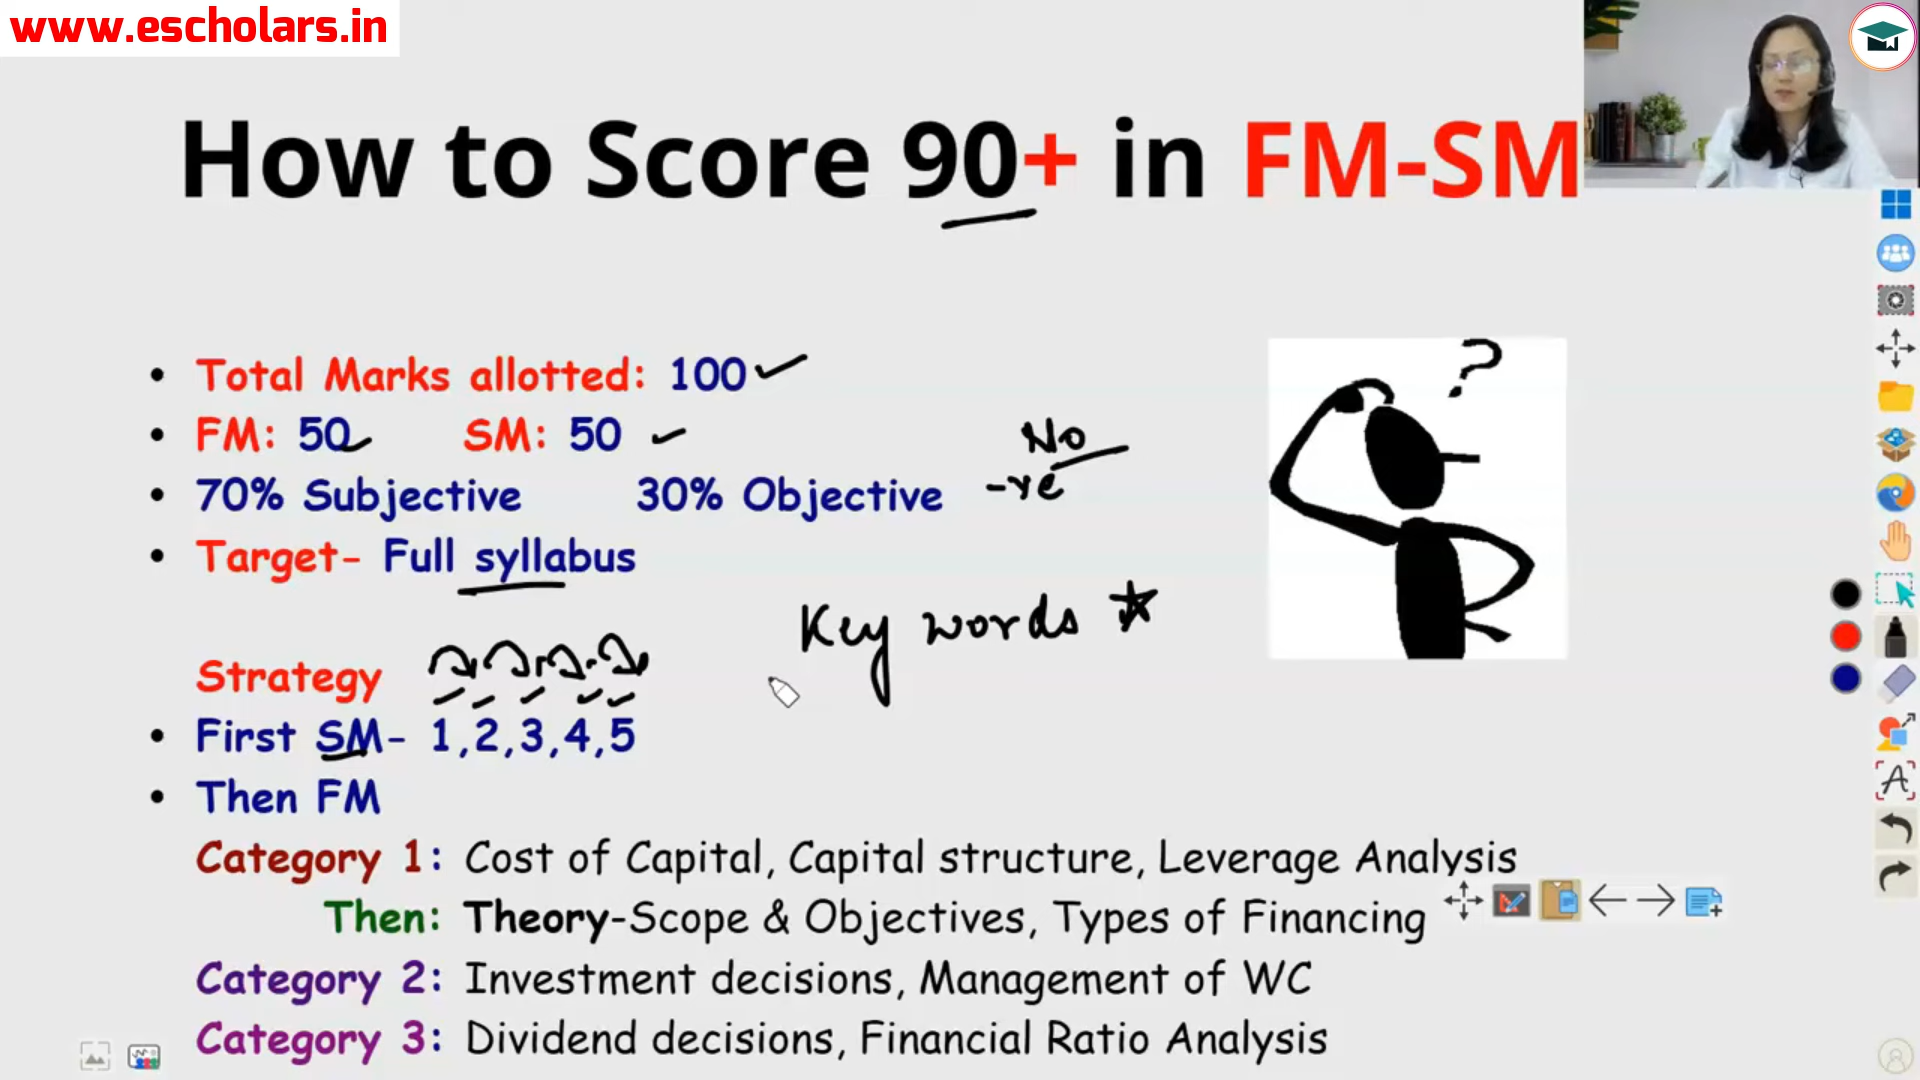 www.escholars.in
How to Score 90+ in FM-SM
• Total Marks allotted: 100
• FM: 50 SM: 50
No
• 70% Subjective 30% Objective -ve
• Target- Full syllabus
Key words
Strategy
• First SM- 1,2,3,4,5
• Then FM
Category 1: Cost of Capital, Capital structure, Leverage Analysis
Then: Theory-Scope & Objectives, Types of Financing
Category 2: Investment decisions, Management of WC
Category 3: Dividend decisions, Financial Ratio Analysis